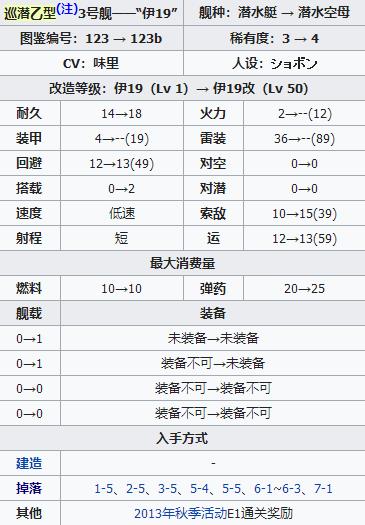 巡潜乙型(注)3号舰——“伊19” 舰种：潜水艇 → 潜水空母
图鉴编号：123 → 123b 稀有度：3 → 4
CV：味里 人设：ショボン
改造等级：伊19（Lv 1）→ 伊19改（Lv 50）
耐久 14→18 火力 2→--(12)
装甲 4→--(19) 雷装 36→--(89)
回避 12→13(49) 对空 0→0
搭载 0→2 对潜 0→0
速度 低速 索敌 10→15(39)
射程 短 运 12→13(59)
最大消费量
燃料 10→10 弹药 20→25
舰载 装备
0→1 未装备→未装备
0→1 装备不可→未装备
0→0 装备不可→装备不可
0→0 装备不可→装备不可
入手方式
建造 -
掉落 1-5、2-5、3-5、5-4、5-5、6-1~6-3、7-1
其他 2013年秋季活动E1通关奖励